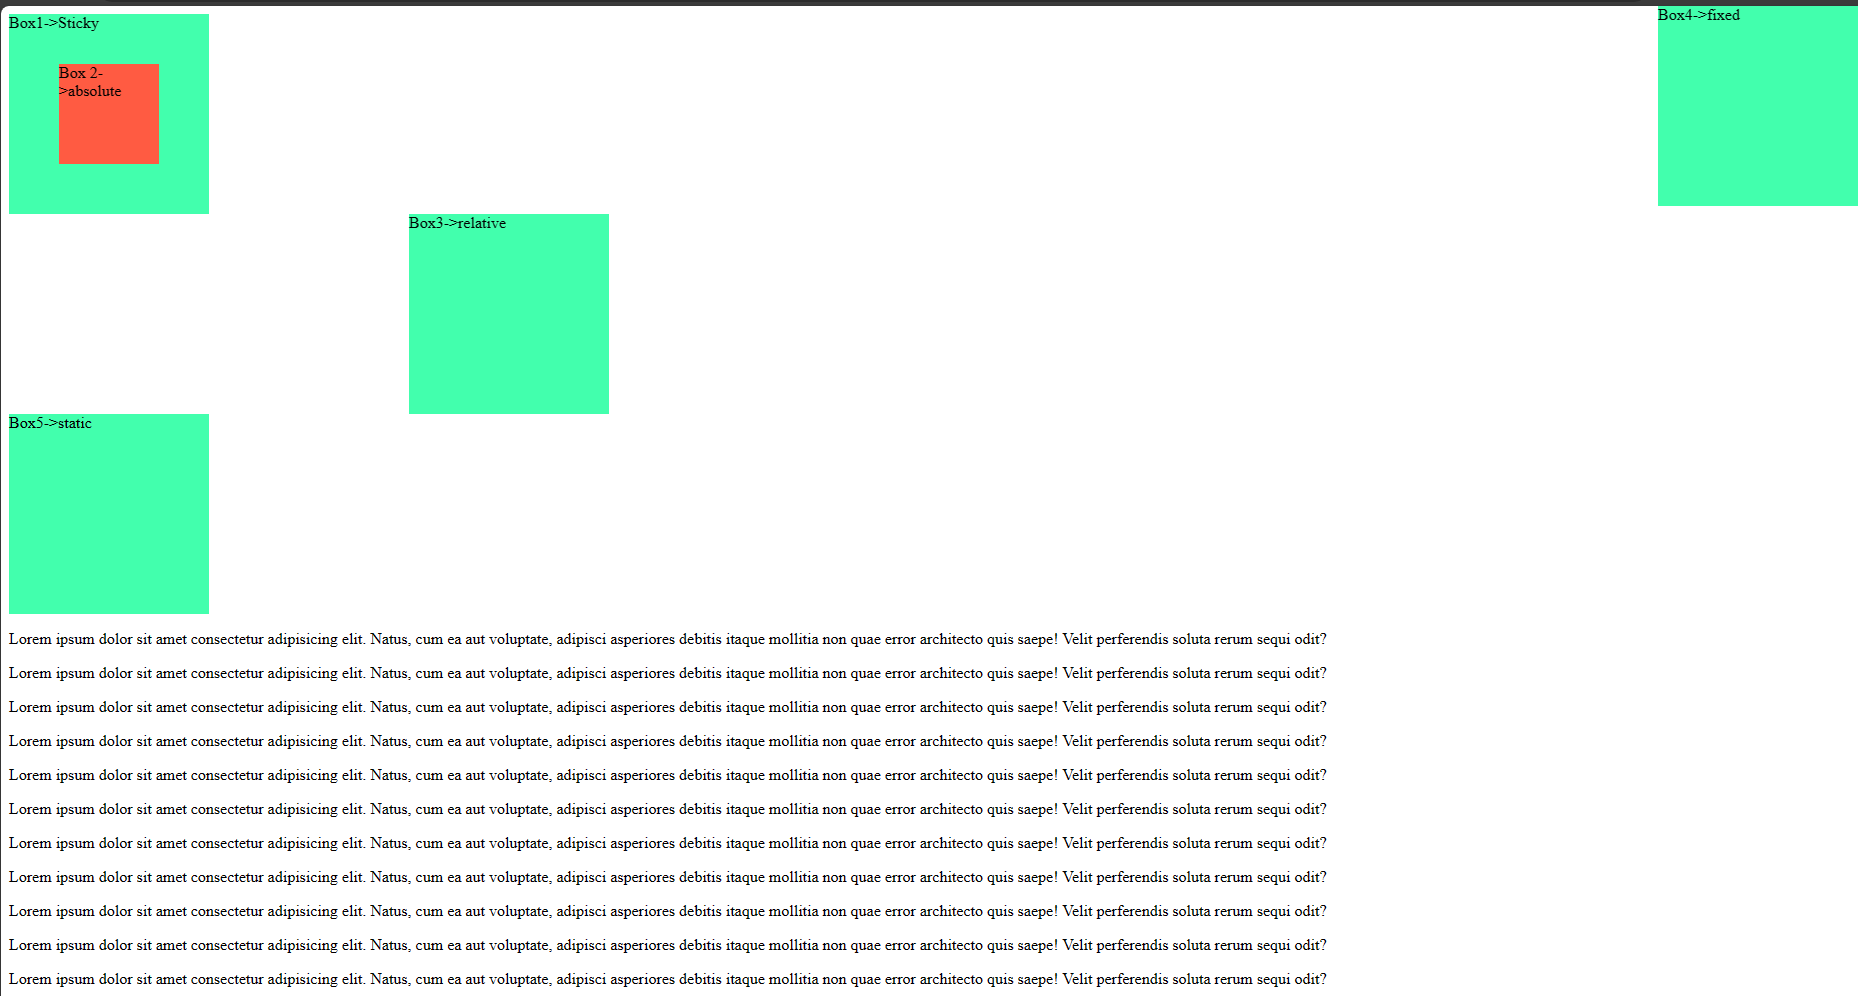 Box1->Sticky
Box 2-
>absolute
Box4->fixed
Box3->relative
Box5->static
Lorem ipsum dolor sit amet consectetur adipisicing elit. Natus, cum ea aut voluptate, adipisci asperiores debitis itaque mollitia non quae error architecto quis saepe! Velit perferendis soluta rerum sequi odit?
Lorem ipsum dolor sit amet consectetur adipisicing elit. Natus, cum ea aut voluptate, adipisci asperiores debitis itaque mollitia non quae error architecto quis saepe! Velit perferendis soluta rerum sequi odit?
Lorem ipsum dolor sit amet consectetur adipisicing elit. Natus, cum ea aut voluptate, adipisci asperiores debitis itaque mollitia non quae error architecto quis saepe! Velit perferendis soluta rerum sequi odit?
Lorem ipsum dolor sit amet consectetur adipisicing elit. Natus, cum ea aut voluptate, adipisci asperiores debitis itaque mollitia non quae error architecto quis saepe! Velit perferendis soluta rerum sequi odit?
Lorem ipsum dolor sit amet consectetur adipisicing elit. Natus, cum ea aut voluptate, adipisci asperiores debitis itaque mollitia non quae error architecto quis saepe! Velit perferendis soluta rerum sequi odit?
Lorem ipsum dolor sit amet consectetur adipisicing elit. Natus, cum ea aut voluptate, adipisci asperiores debitis itaque mollitia non quae error architecto quis saepe! Velit perferendis soluta rerum sequi odit?
Lorem ipsum dolor sit amet consectetur adipisicing elit. Natus, cum ea aut voluptate, adipisci asperiores debitis itaque mollitia non quae error architecto quis saepe! Velit perferendis soluta rerum sequi odit?
Lorem ipsum dolor sit amet consectetur adipisicing elit. Natus, cum ea aut voluptate, adipisci asperiores debitis itaque mollitia non quae error architecto quis saepe! Velit perferendis soluta rerum sequi odit?
Lorem ipsum dolor sit amet consectetur adipisicing elit. Natus, cum ea aut voluptate, adipisci asperiores debitis itaque mollitia non quae error architecto quis saepe! Velit perferendis soluta rerum sequi odit?
Lorem ipsum dolor sit amet consectetur adipisicing elit. Natus, cum ea aut voluptate, adipisci asperiores debitis itaque mollitia non quae error architecto quis saepe! Velit perferendis soluta rerum sequi odit?
Lorem ipsum dolor sit amet consectetur adipisicing elit. Natus, cum ea aut voluptate, adipisci asperiores debitis itaque mollitia non quae error architecto quis saepe! Velit perferendis soluta rerum sequi odit?